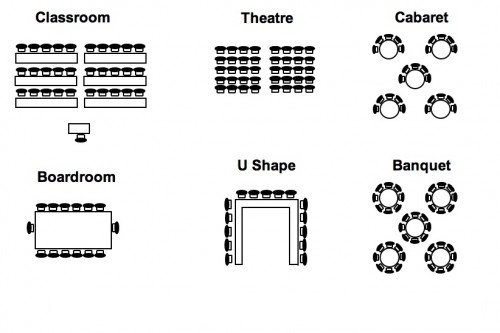 Classroom
Theatre
Cabaret
Boardroom
U Shape
Banquet